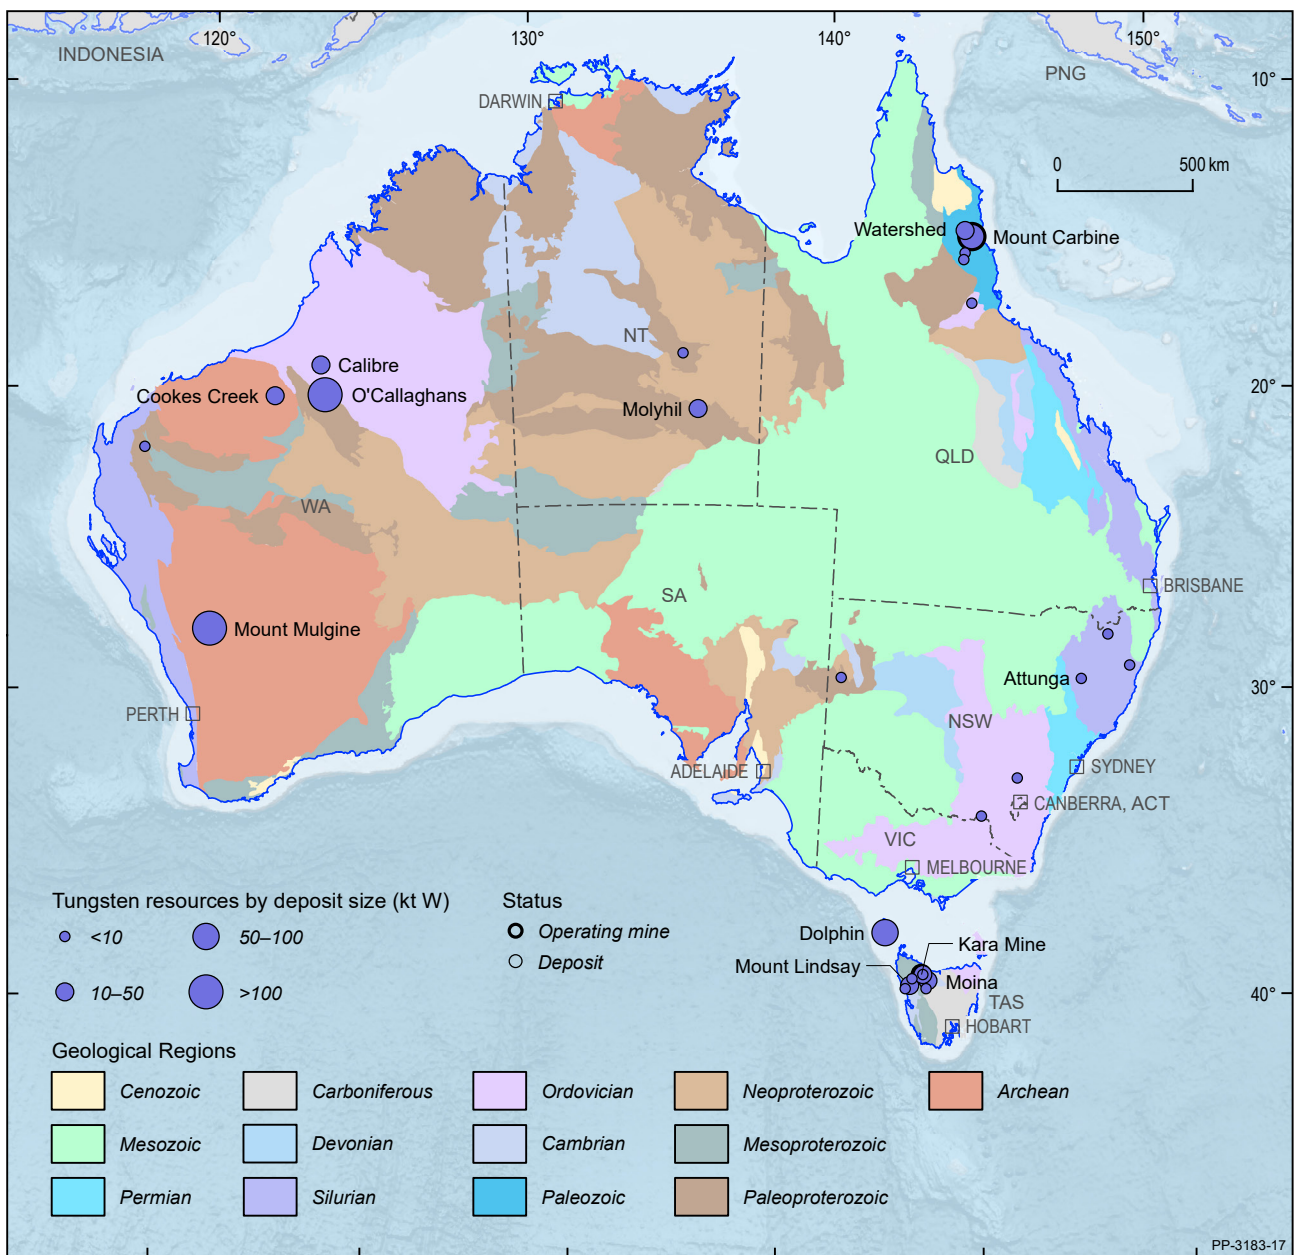 120°
130°
140°
150°
INDONESIA
PNG
10°
DARWIN
0
500 km
Watershed
Mount Carbine
NT
Calibre
20°
Cookes Creek
O'Callaghans
Molyhil
QLD
WA
BRISBANE
SA
Mount Mulgine
Attunga
30°
PERTH
NSW
ADELAIDE
SYDNEY
CANBERRA, ACT
VIC
MELBOURNE
Dolphin
Kara Mine
Mount Lindsay
Moina
40°
TAS
HOBART
Tungsten resources by deposit size (kt W)
<10
50–100
10–50
>100
Status
Operating mine
Deposit
Geological Regions
Cenozoic
Carboniferous
Ordovician
Neoproterozoic
Archean
Mesozoic
Devonian
Cambrian
Mesoproterozoic
Permian
Silurian
Paleozoic
Paleoproterozoic
PP-3183-17